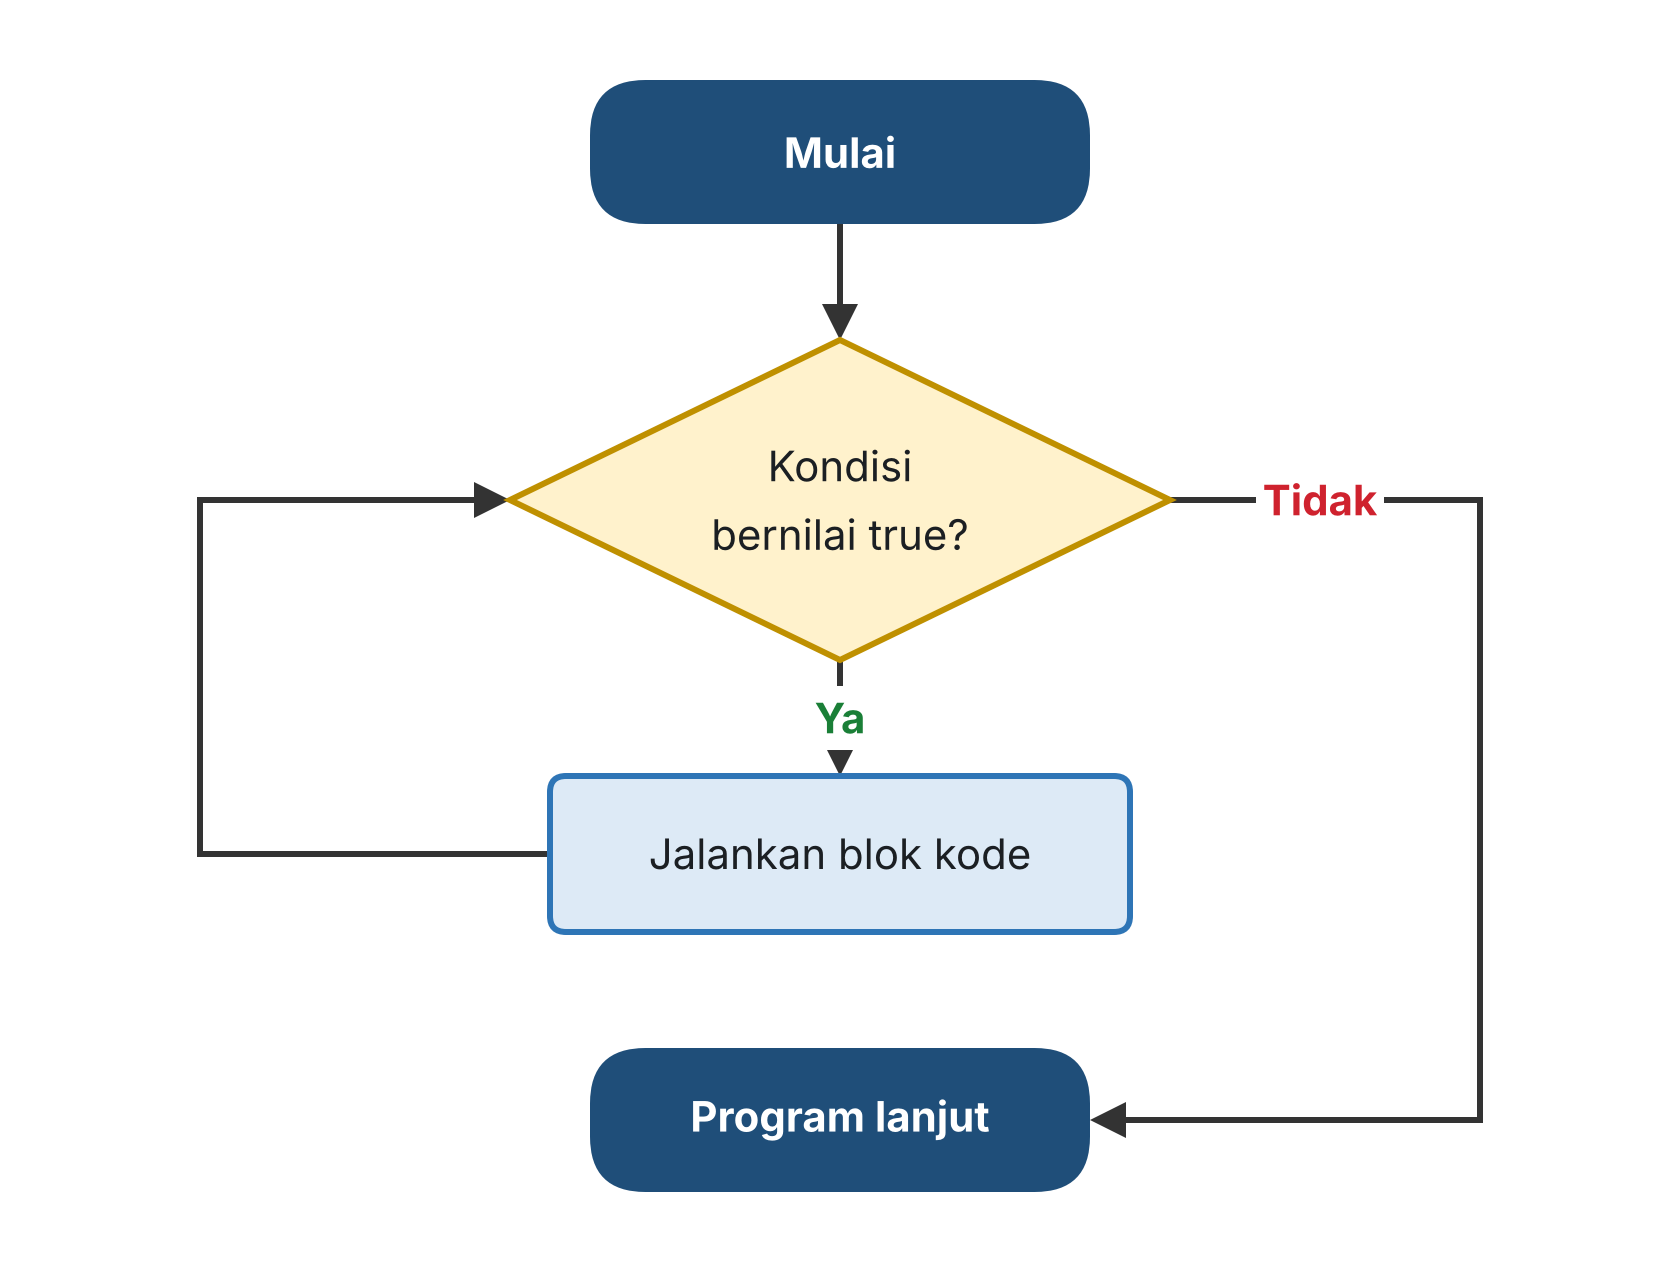 Mulai
Kondisi
bernilai true?
Tidak
Ya
Jalankan blok kode
Program lanjut